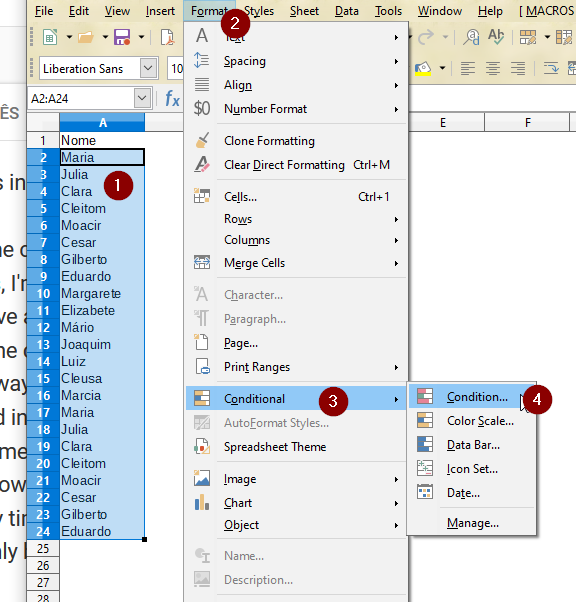 File Edit View Insert Format Styles Sheet Data Tools Window Help [ MACROS
2
Liberation Sans 10
A2:A24 fx
A E F
1 Nome
2 Maria
3 Julia
4 Clara
5 Cleitom
6 Moacir
7 Cesar
8 Gilberto
9 Eduardo
10 Margarete
11 Elizabete
12 Mário
13 Joaquim
14 Luiz
15 Cleusa
16 Marcia
17 Maria
18 Julia
19 Clara
20 Cleitom
21 Moacir
22 Cesar
23 Gilberto
24 Eduardo
25
26
27
28
1
Text
Spacing
Align
$0 Number Format
Clone Formatting
Clear Direct Formatting Ctrl+M
Cells... Ctrl+1
Rows
Columns
Merge Cells
Character...
Paragraph...
Page...
Print Ranges
Conditional 3
AutoFormat Styles...
Spreadsheet Theme
Image
Chart
Object
Name...
Description...
Condition... 4
Color Scale...
Data Bar...
Icon Set...
Date...
Manage...
ÊS